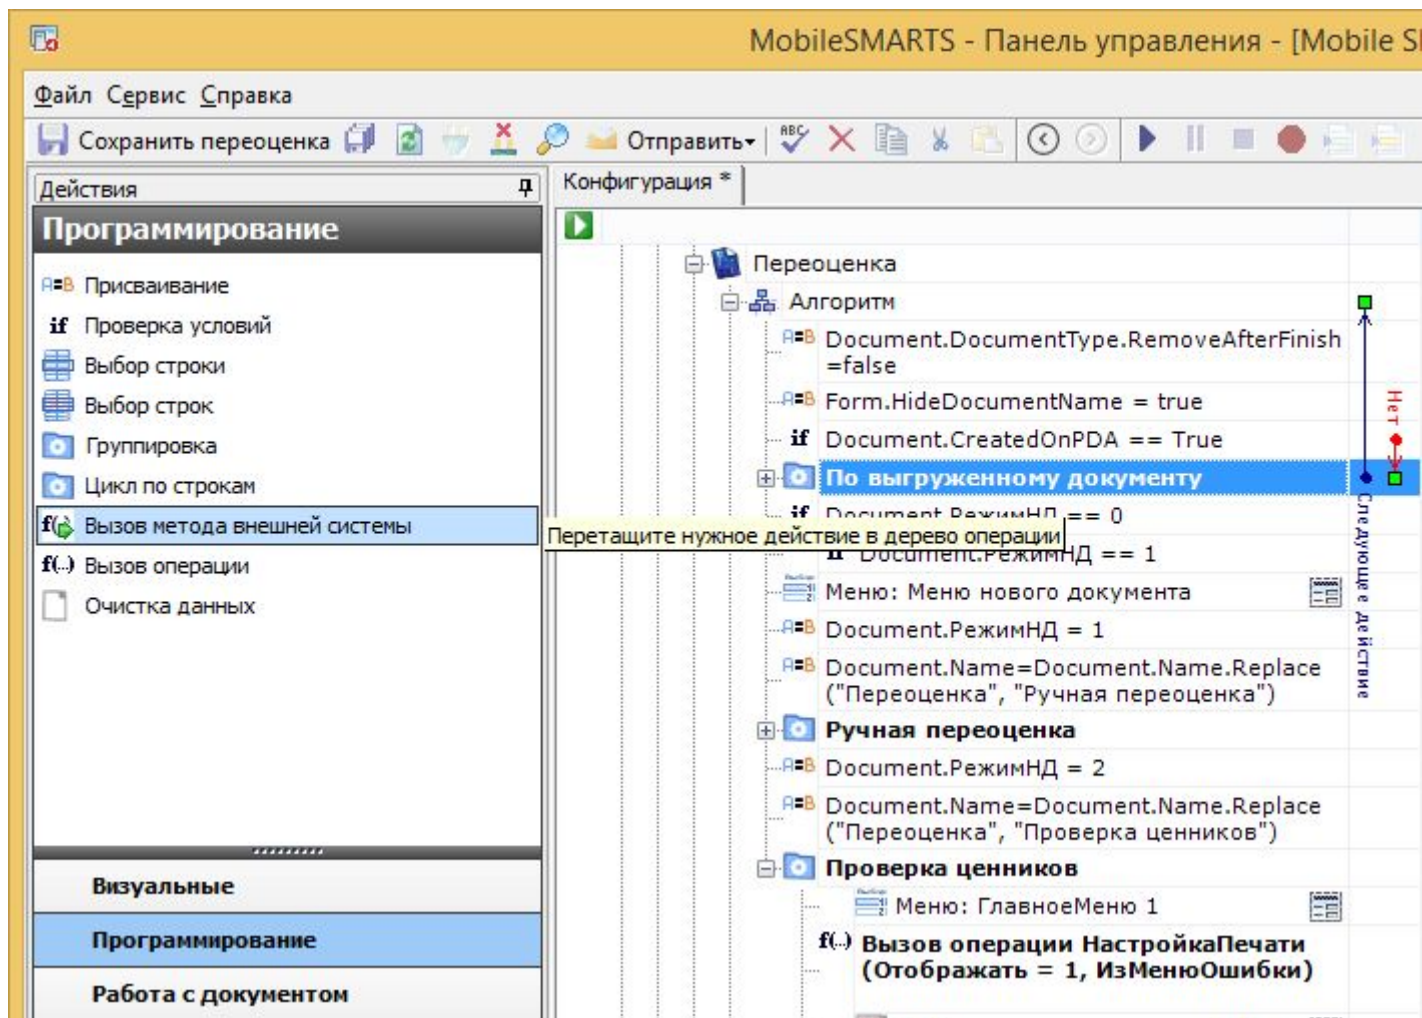 MobileSMARTS - Панель управления - [Mobile S
Файл Сервис Справка
Сохранить переоценка
Отправить
ABC
Действия
Конфигурация *
Программирование
A=B Присваивание
if Проверка условий
Выбор строки
Выбор строк
Группировка
Цикл по строкам
f( Вызов метода внешней системы
f(..) Вызов операции
Очистка данных
Перетащите нужное действие в дерево операции
Визуальные
Программирование
Работа с документом
Переоценка
Алгоритм
A=B Document.DocumentType.RemoveAfterFinish
=false
A=B Form.HideDocumentName = true
if Document.CreatedOnPDA == True
По выгруженному документу
if Document.РежимНД == 0
if Document.РежимНД == 1
Меню: Меню нового документа
A=B Document.РежимНД = 1
A=B Document.Name=Document.Name.Replace
("Переоценка", "Ручная переоценка")
Ручная переоценка
A=B Document.РежимНД = 2
A=B Document.Name=Document.Name.Replace
("Переоценка", "Проверка ценников")
Проверка ценников
Меню: ГлавноеМеню 1
f(..) Вызов операции НастройкаПечати
(Отображать = 1, ИзМенюОшибки)
Нет
Следующее действие